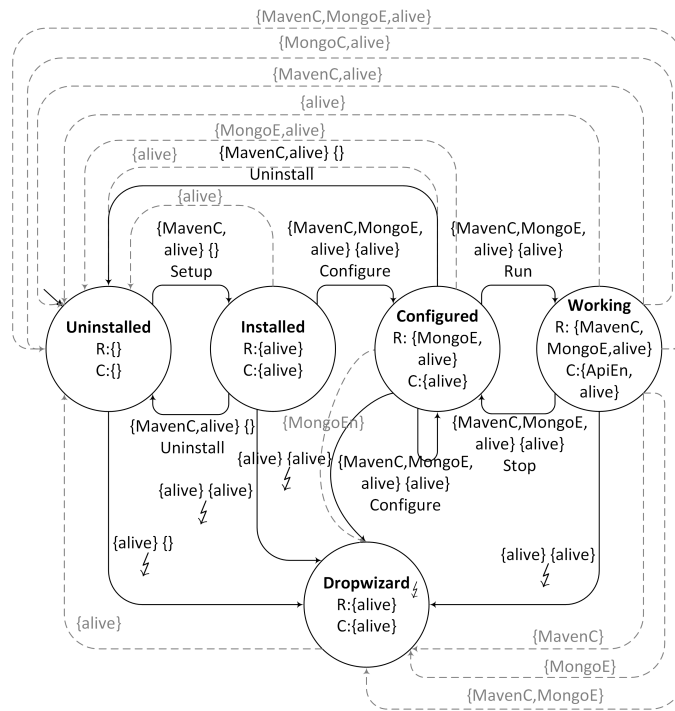 {MavenC,MongoE,alive}
{MongoC,alive}
{MavenC,alive}
{alive}
{MongoE,alive}
{alive}
{MavenC,alive} {}
Uninstall
{alive}
{MavenC,
alive} {}
Setup
{MavenC,MongoE,
alive} {alive}
Configure
{MavenC,MongoE,
alive} {alive}
Run
Uninstalled
R:{}
C:{}
Installed
R:{alive}
C:{alive}
Configured
R: {MongoE,
alive}
C:{alive}
Working
R: {MavenC,
MongoE,alive}
C:{ApiEn,
alive}
{MavenC,alive} {}
Uninstall
{MongoEn}
{MavenC,MongoE,
alive} {alive}
Stop
{alive} {alive}
{MavenC,MongoE,
alive} {alive}
Configure
{alive} {alive}
{alive} {}
{alive} {alive}
Dropwizard
R:{alive}
C:{alive}
{alive}
{MavenC}
{MongoE}
{MavenC,MongoE}